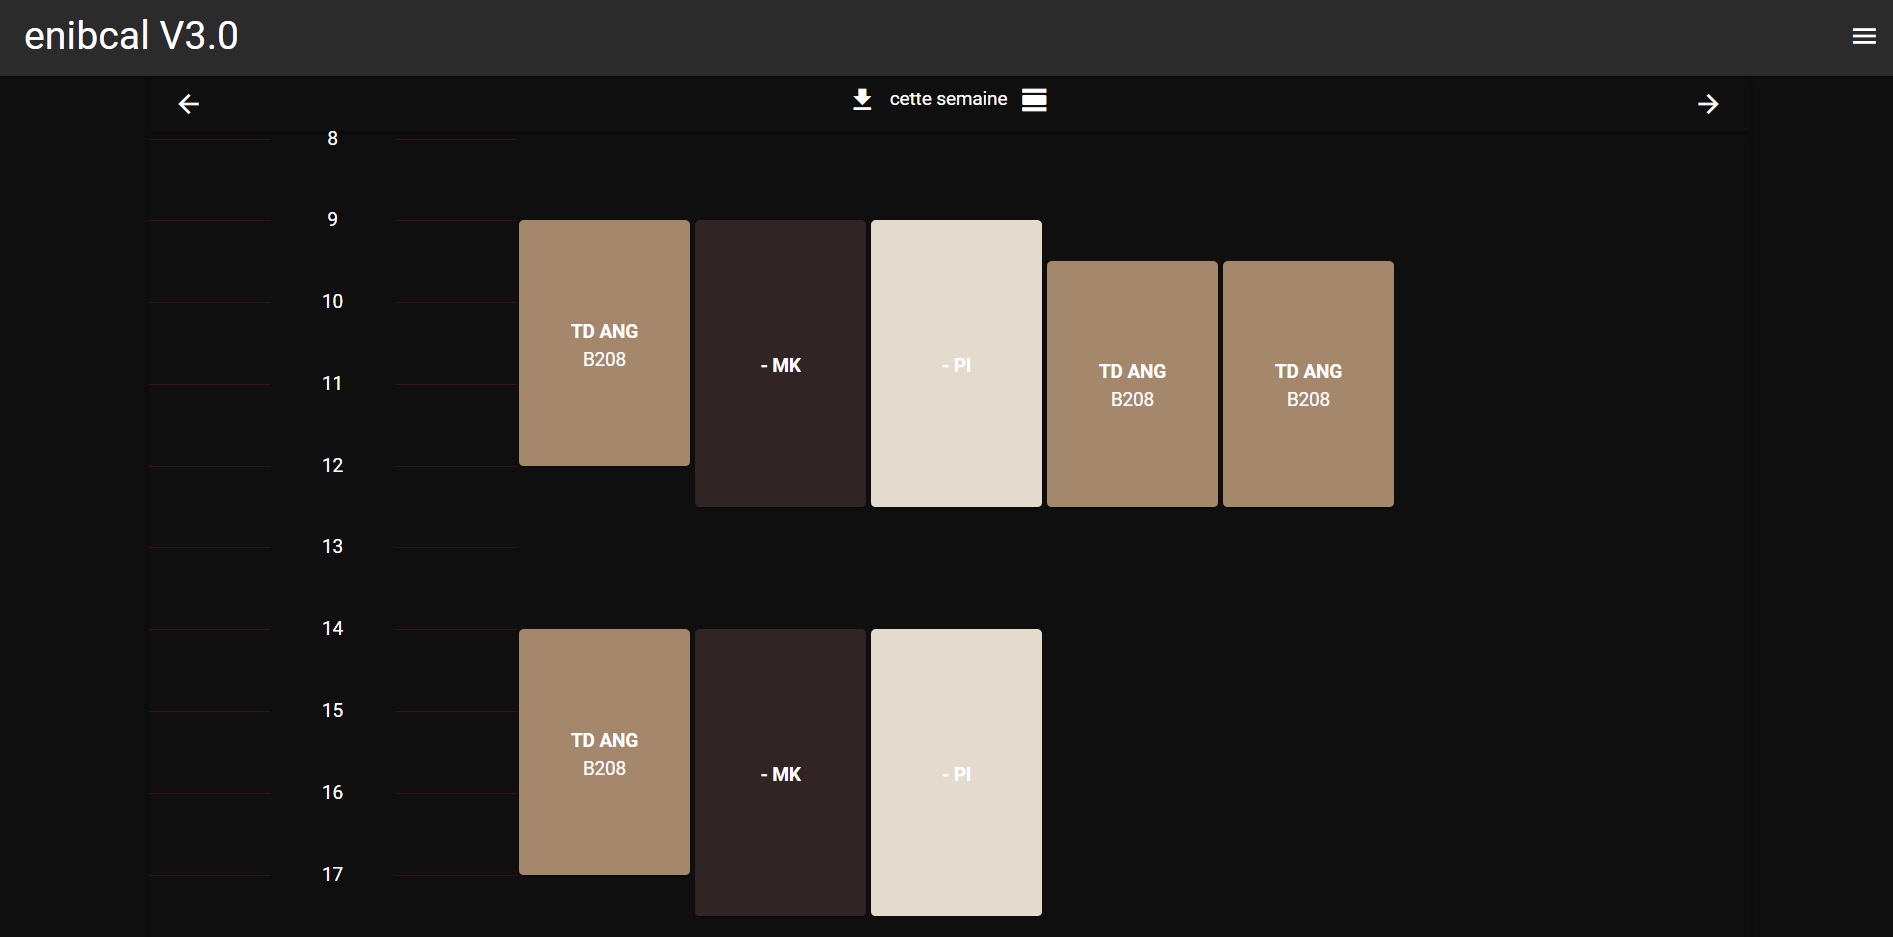 enibcal V3.0
cette semaine
8
9
10
11
12
13
14
15
16
17
TD ANG
B208
- MK
- PI
TD ANG
B208
TD ANG
B208
TD ANG
B208
- MK
- PI